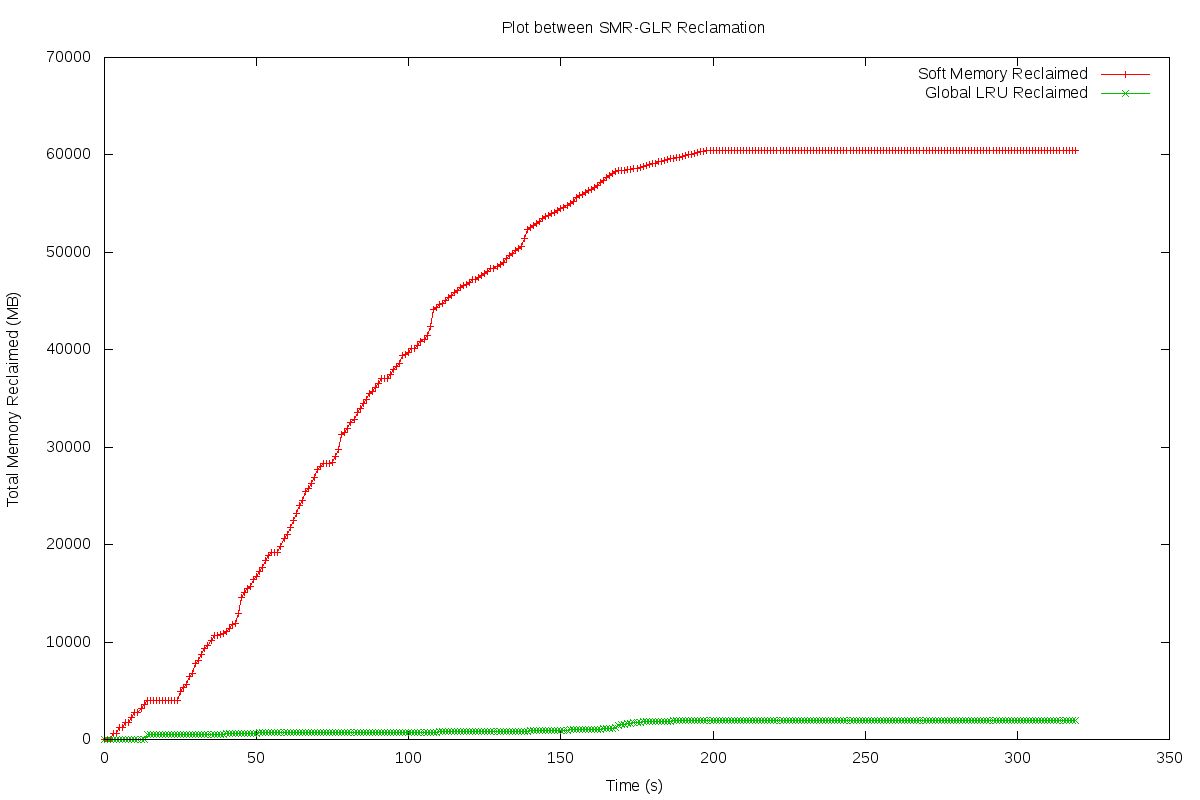 Plot between SMR-GLR Reclamation
Soft Memory Reclaimed
Global LRU Reclaimed
Total Memory Reclaimed (MB)
70000
60000
50000
40000
30000
20000
10000
0
0 50 100 150 200 250 300 350
Time (s)